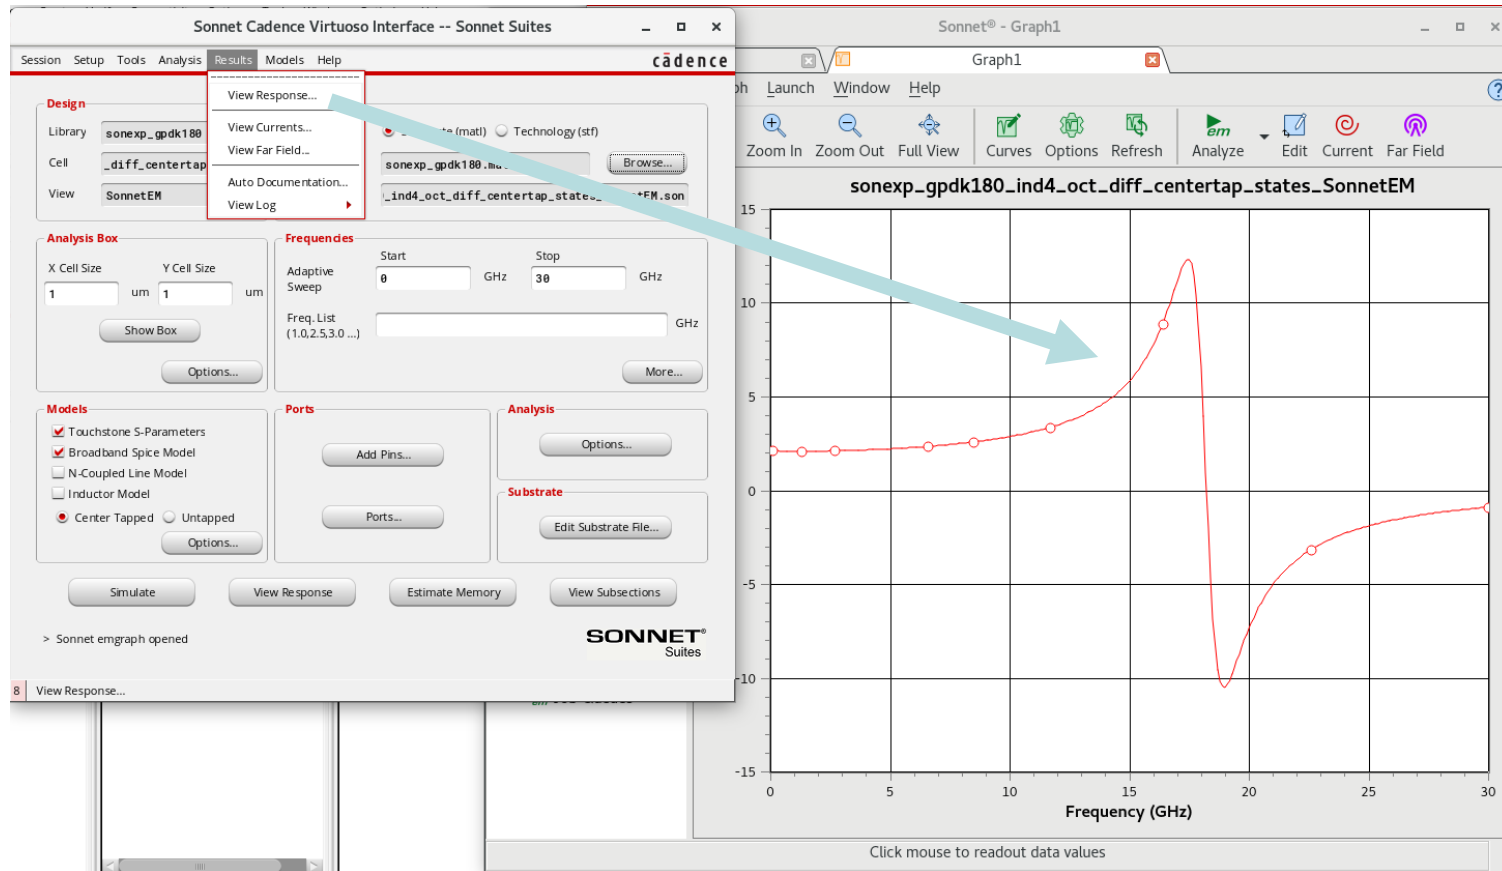 Sonnet Cadence Virtuoso Interface -- Sonnet Suites
Session Setup Tools Analysis Results Models Help
cādence
View Response...
View Currents...
View Far Field...
Auto Documentation...
View Log
Design
Library sonexp_gpdk180
(matl) Technology (stf)
Cell _diff_centertap
Browse...
View SonnetEM
Analysis Box
X Cell Size Y Cell Size
1 um 1 um
Show Box
Options...
Frequencies
Start Stop
Adaptive Sweep 0 GHz 30 GHz
Freq. List
(1.0,2.5,3.0 ...) GHz
More...
Models
Touchstone S-Parameters
Broadband Spice Model
N-Coupled Line Model
Inductor Model
Center Tapped Untapped
Options...
Ports
Add Pins...
Ports...
Analysis
Options...
Substrate
Edit Substrate File...
Simulate View Response Estimate Memory View Subsections
> Sonnet emgraph opened
SONNET®
Suites
8 View Response...
Sonnet® - Graph1
Graph1
Launch Window Help
Zoom In Zoom Out Full View Curves Options Refresh Analyze Edit Current Far Field
em
sonexp_gpdk180_ind4_oct_diff_centertap_states_SonnetEM
15
10
5
0
-5
-10
-15
0 5 10 15 20 25 30
Frequency (GHz)
Click mouse to readout data values